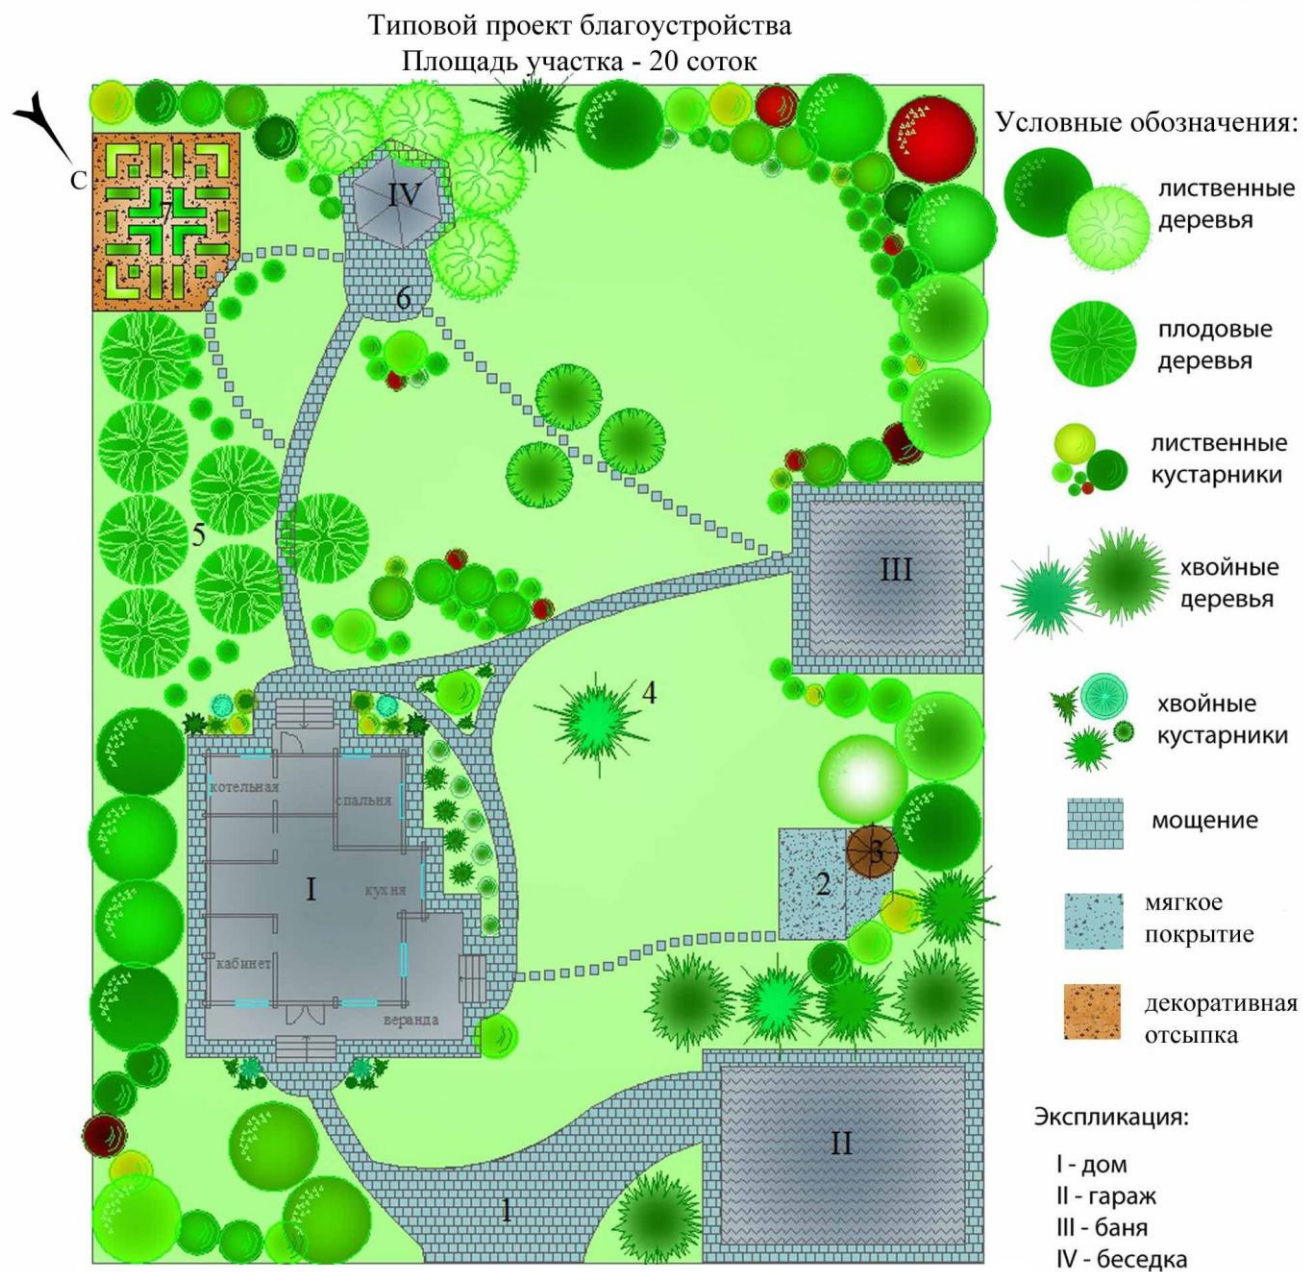 Типовой проект благоустройства
Площадь участка - 20 соток
С
7
IV
6
5
III
4
котельная
спальня
I
кухня
кабинет
веранда
2
3
II
1
Условные обозначения:
лиственные
деревья
плодовые
деревья
лиственные
кустарники
хвойные
деревья
хвойные
кустарники
мощение
мягкое
покрытие
декоративная
отсыпка
Экспликация:
I - дом
II - гараж
III - баня
IV - беседка